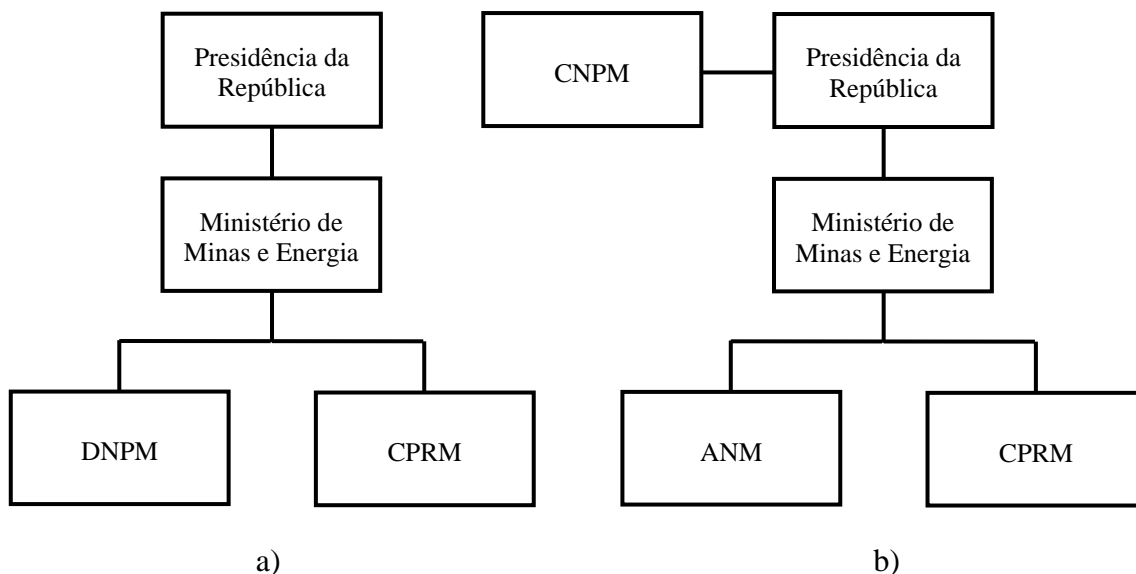 Presidência da
República
Ministério de
Minas e Energia
DNPM
CPRM
a)
CNPM
Presidência da
República
Ministério de
Minas e Energia
ANM
CPRM
b)